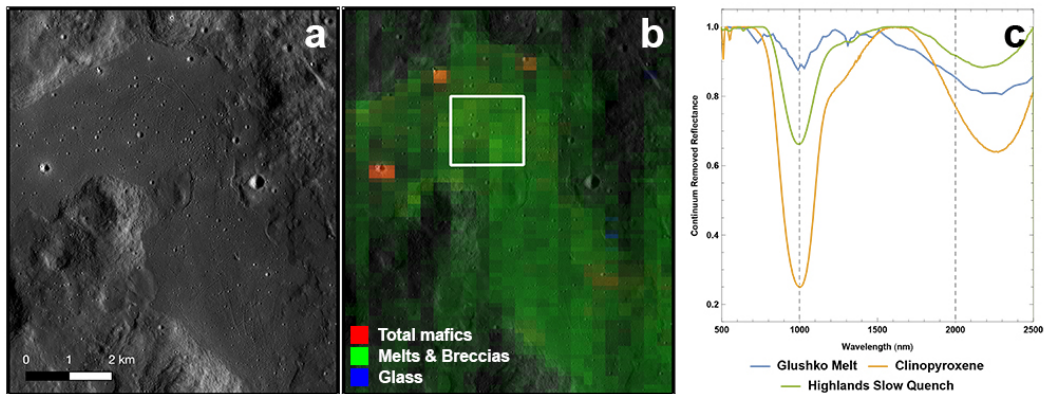 a
b
c
0 1 2 km
Total mafics
Melts & Breccias
Glass
Continuum Removed Reflectance
1.0
0.8
0.6
0.4
0.2
500 1000 1500 2000 2500
Wavelength (nm)
Glushko Melt Clinopyroxene
Highlands Slow Quench